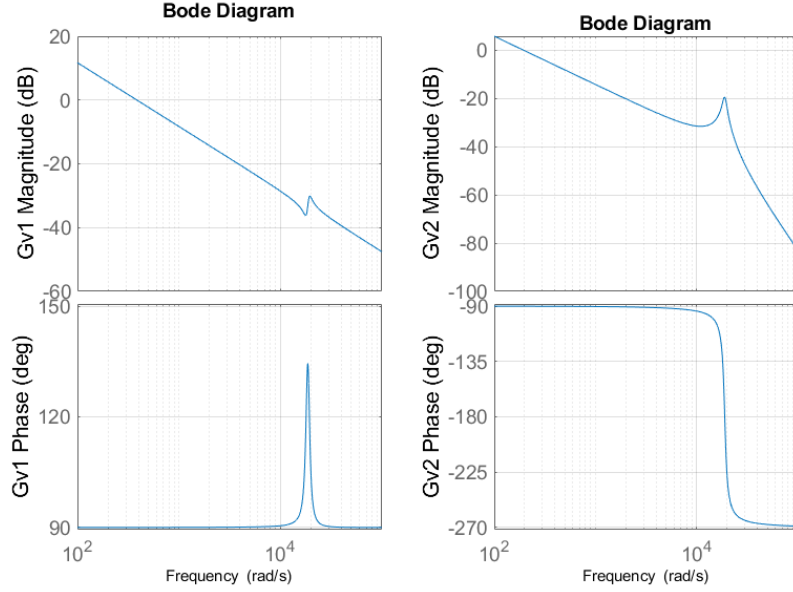 Bode Diagram
20
0
-20
-40
-60
Gv1 Magnitude (dB)
150
120
90
Gv1 Phase (deg)
10^2
10^4
Frequency (rad/s)
Bode Diagram
0
-20
-40
-60
-80
-100
Gv2 Magnitude (dB)
-90
-135
-180
-225
-270
Gv2 Phase (deg)
10^2
10^4
Frequency (rad/s)